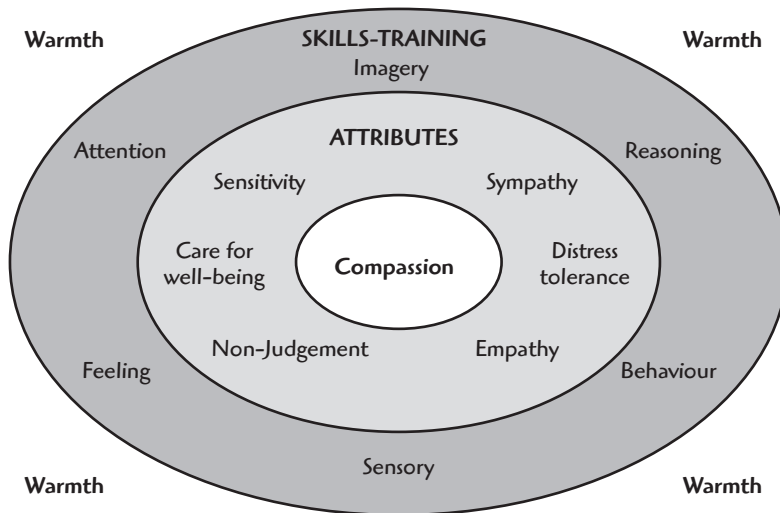 Warmth
SKILLS-TRAINING
Warmth
Imagery
Attention
ATTRIBUTES
Reasoning
Sensitivity
Sympathy
Care for
well-being
Compassion
Distress
tolerance
Non-Judgement
Empathy
Feeling
Behaviour
Sensory
Warmth
Warmth